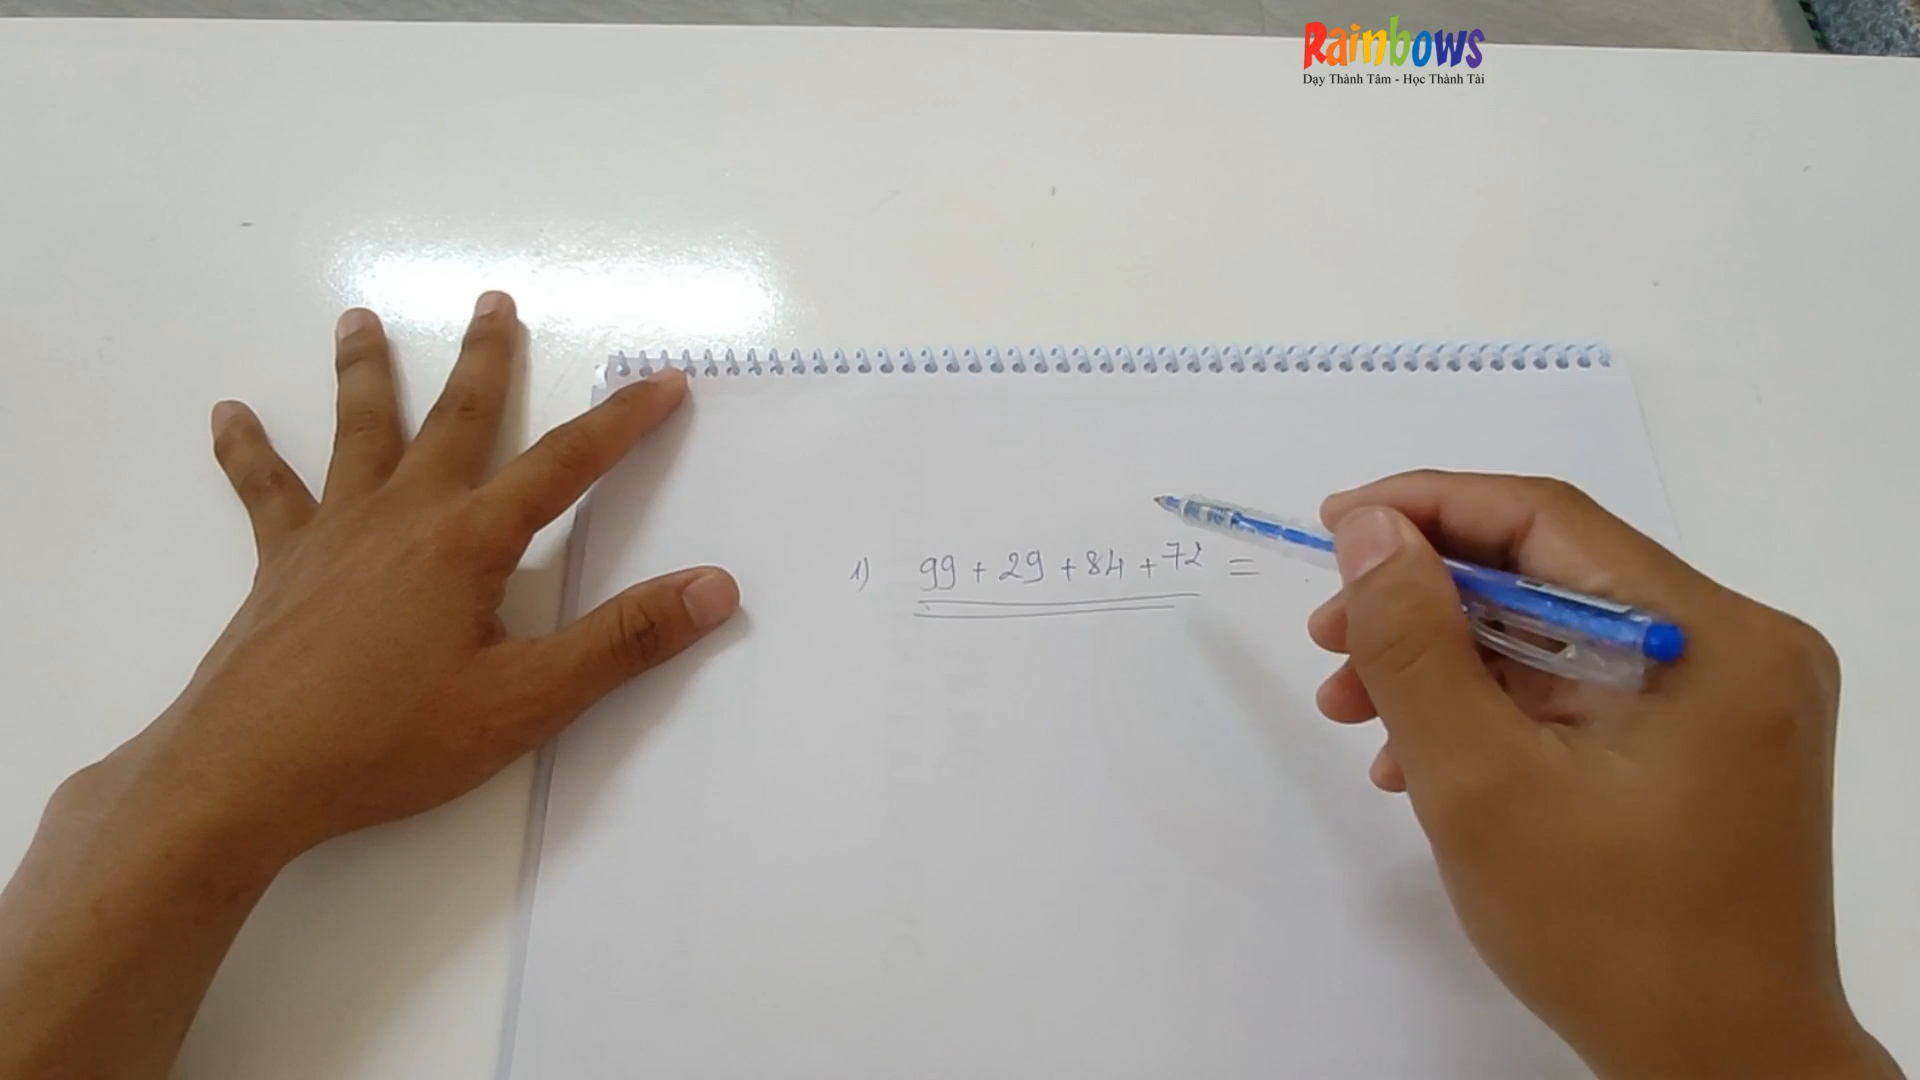 Rainbows
Dạy Thành Tâm - Học Thành Tài
1) 99 + 29 + 84 + 72 =